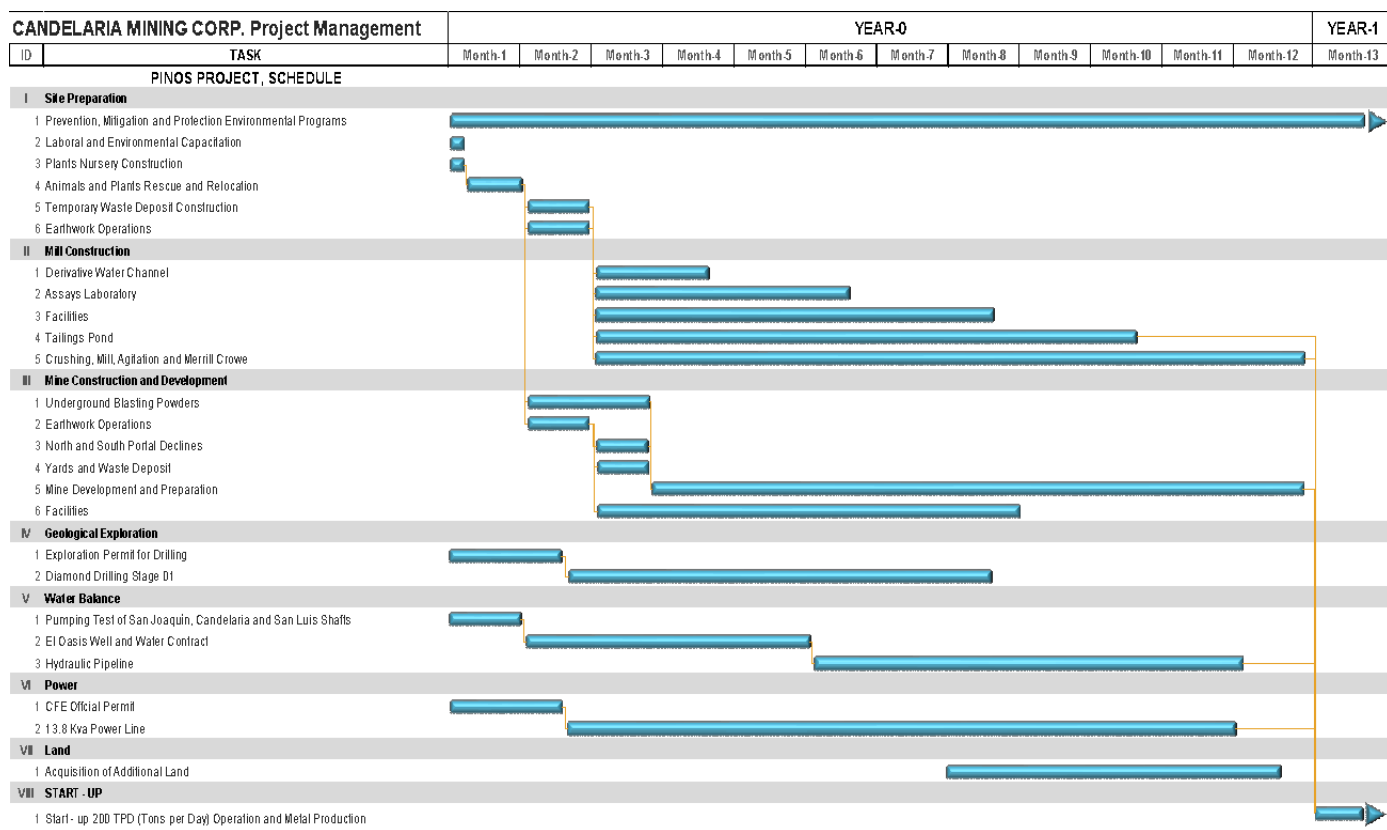 CANDELARIA MINING CORP. Project Management YEAR-0 YEAR-1
ID TASK Month-1 Month-2 Month-3 Month-4 Month-5 Month-6 Month-7 Month-8 Month-9 Month-10 Month-11 Month-12 Month-13
PINOS PROJECT, SCHEDULE
I Site Preparation
1 Prevention, Mitigation and Protection Environmental Programs
2 Laboral and Environmental Capacitation
3 Plants Nursery Construction
4 Animals and Plants Rescue and Relocation
5 Temporary Waste Deposit Construction
6 Earthwork Operations
II Mill Construction
1 Derivative Water Channel
2 Assays Laboratory
3 Facilities
4 Tailings Pond
5 Crushing, Mill, Agitation and Merrill Crowe
III Mine Construction and Development
1 Underground Blasting Powders
2 Earthwork Operations
3 North and South Portal Declines
4 Yards and Waste Deposit
5 Mine Development and Preparation
6 Facilities
IV Geological Exploration
1 Exploration Permit for Drilling
2 Diamond Drilling Stage 01
V Water Balance
1 Pumping Test of San Joaquín, Candelaria and San Luis Shafts
2 El Oasis Well and Water Contract
3 Hydraulic Pipeline
VI Power
1 CFE Offcial Permit
2 13.8 Kva Power Line
VII Land
1 Acquisition of Additional Land
VIII START - UP
1 Start - up 200 TPD (Tons per Day) Operation and Metal Production